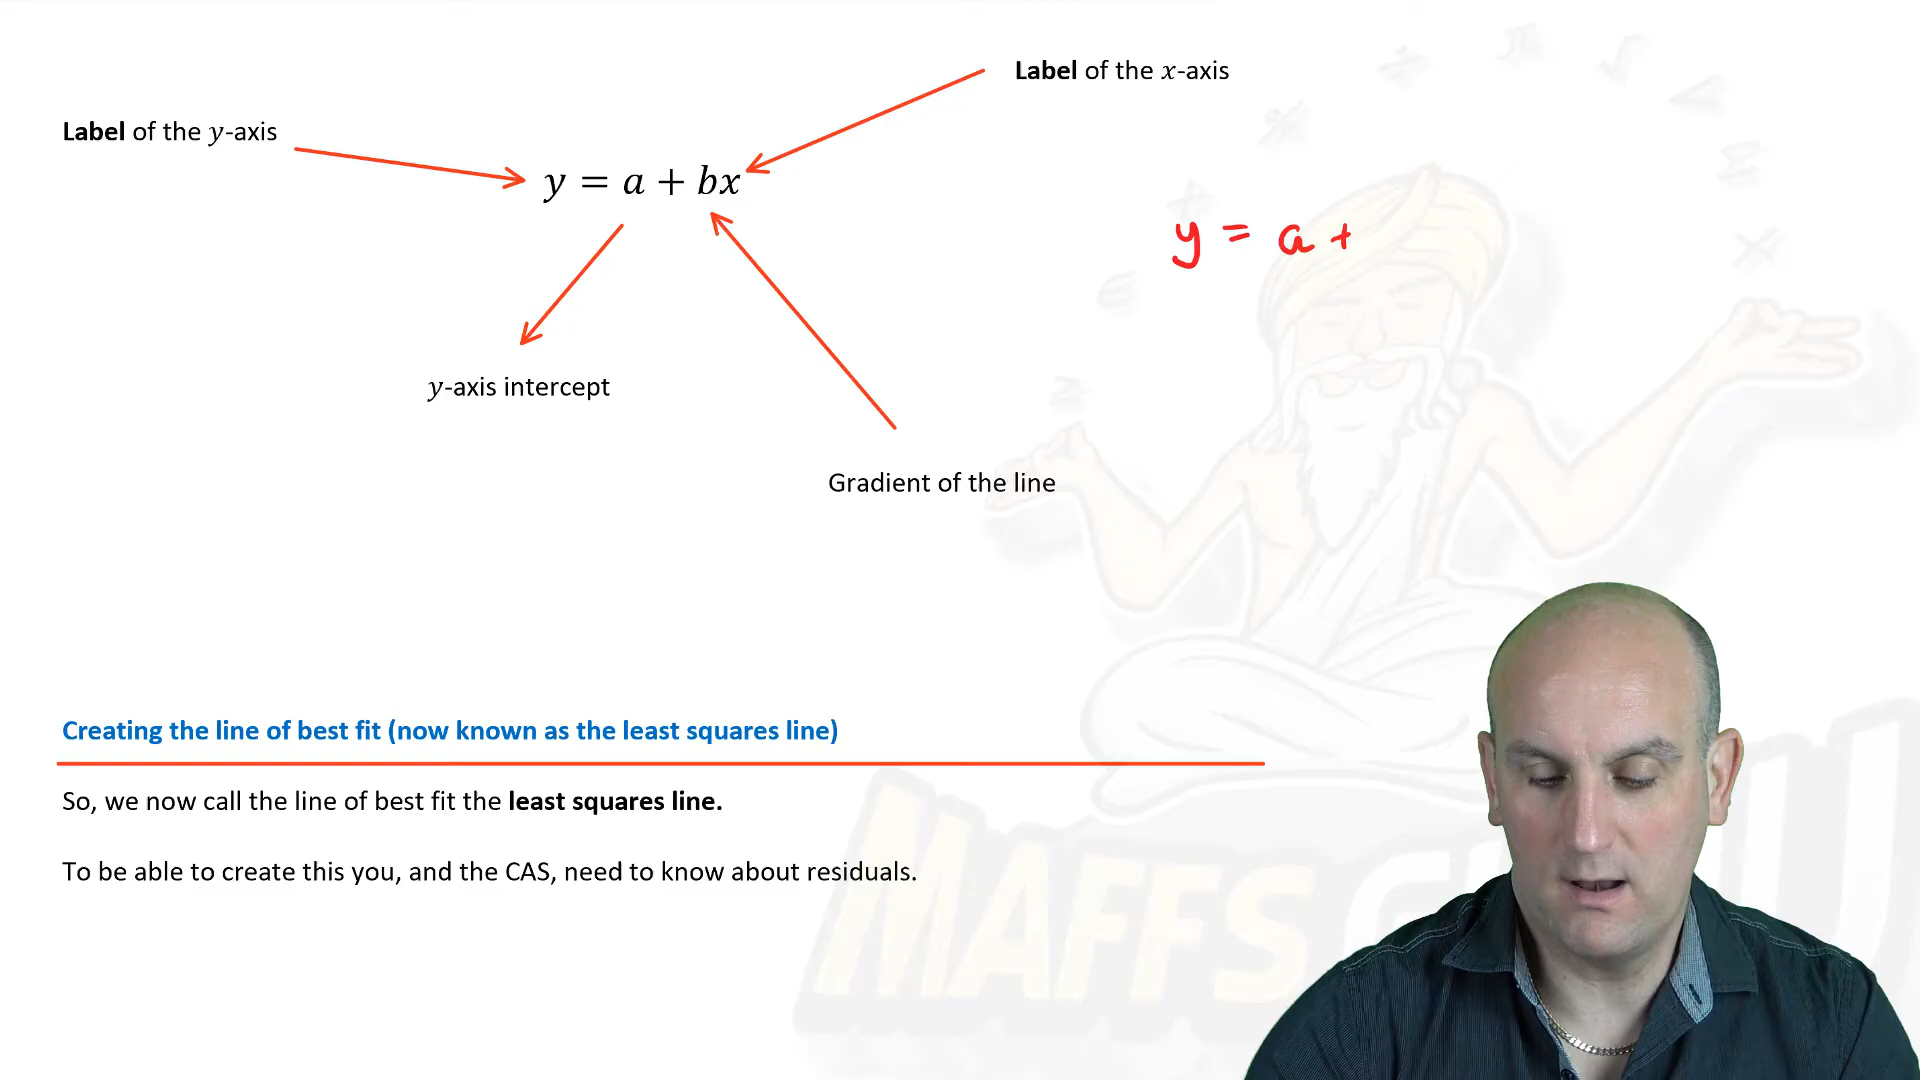 Label of the x-axis
Label of the y-axis
y = a + bx
y = a +
y-axis intercept
Gradient of the line
Creating the line of best fit (now known as the least squares line)
So, we now call the line of best fit the least squares line.
To be able to create this you, and the CAS, need to know about residuals.
MAFFS GU